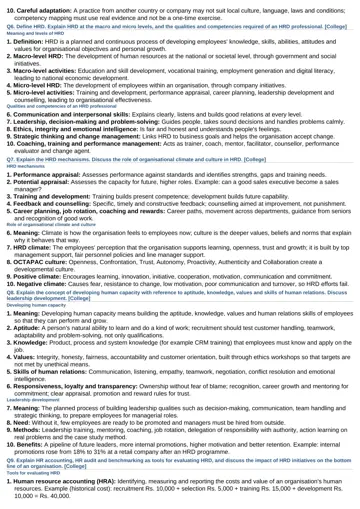 10. Careful adaptation: A practice from another country or company may not suit local culture, language, laws and conditions;
competency mapping must use real evidence and not be a one-time exercise.
Q6. Define HRD. Explain HRD at the macro and micro levels, and the qualities and competencies required of an HRD professional. [College]
Meaning and levels of HRD
1. Definition: HRD is a planned and continuous process of developing employees' knowledge, skills, abilities, attitudes and
values for organisational objectives and personal growth.
2. Macro-level HRD: The development of human resources at the national or societal level, through government and social
initiatives.
3. Macro-level activities: Education and skill development, vocational training, employment generation and digital literacy,
leading to national economic development.
4. Micro-level HRD: The development of employees within an organisation, through company initiatives.
5. Micro-level activities: Training and development, performance appraisal, career planning, leadership development and
counselling, leading to organisational effectiveness.
Qualities and competencies of an HRD professional
6. Communication and interpersonal skills: Explains clearly, listens and builds good relations at every level.
7. Leadership, decision-making and problem-solving: Guides people, takes sound decisions and handles problems calmly.
8. Ethics, integrity and emotional intelligence: Is fair and honest and understands people's feelings.
9. Strategic thinking and change management: Links HRD to business goals and helps the organisation accept change.
10. Coaching, training and performance management: Acts as trainer, coach, mentor, facilitator, counsellor, performance
evaluator and change agent.
Q7. Explain the HRD mechanisms. Discuss the role of organisational climate and culture in HRD. [College]
HRD mechanisms
1. Performance appraisal: Assesses performance against standards and identifies strengths, gaps and training needs.
2. Potential appraisal: Assesses the capacity for future, higher roles. Example: can a good sales executive become a sales
manager?
3. Training and development: Training builds present competence; development builds future capability.
4. Feedback and counselling: Specific, timely and constructive feedback; counselling aimed at improvement, not punishment.
5. Career planning, job rotation, coaching and rewards: Career paths, movement across departments, guidance from seniors
and recognition of good work.
Role of organisational climate and culture
6. Meaning: Climate is how the organisation feels to employees now; culture is the deeper values, beliefs and norms that explain
why it behaves that way.
7. HRD climate: The employees' perception that the organisation supports learning, openness, trust and growth; it is built by top
management support, fair personnel policies and line manager support.
8. OCTAPAC culture: Openness, Confrontation, Trust, Autonomy, Proactivity, Authenticity and Collaboration create a
developmental culture.
9. Positive climate: Encourages learning, innovation, initiative, cooperation, motivation, commutation and commitment.
10. Negative climate: Causes fear, resistance to change, low motivation, poor communication and turnover, so HRD efforts fail.
Q8. Explain the concept of developing human capacity with reference to aptitude, knowledge, values and skills of human relations. Discuss
leadership development. [College]
Developing human capacity
1. Meaning: Developing human capacity means building the aptitude, knowledge, values and human relations skills of employees
so that they can perform and grow.
2. Aptitude: A person's natural ability to learn and do a kind of work; recruitment should test customer handling, teamwork,
adaptability and problem-solving, not only qualifications.
3. Knowledge: Product, process and system knowledge (for example CRM training) that employees must know and apply on the
job.
4. Values: Integrity, honesty, fairness, accountability and customer orientation, built through ethics workshops so that targets are
not met by unethical means.
5. Skills of human relations: Communication, listening, empathy, teamwork, negotiation, conflict resolution and emotional
intelligence.
6. Responsiveness, loyalty and transparency: Ownership without fear of blame; recognition, career growth and mentoring for
commitment; clear appraisal, promotion and reward rules for trust.
Leadership development
7. Meaning: The planned process of building leadership qualities such as decision-making, communication, team handling and
strategic thinking, to prepare employees for managerial roles.
8. Need: Without it, few employees are ready to be promoted and managers must be hired from outside.
9. Methods: Leadership training, mentoring, coaching, job rotation, delegation of responsibility with authority, action learning on
real problems and the case study method.
10. Benefits: A pipeline of future leaders, more internal promotions, higher motivation and better retention. Example: internal
promotions rose from 18% to 31% at a retail company after an HRD programme.
Q9. Explain HR accounting, HR audit and benchmarking as tools for evaluating HRD, and discuss the impact of HRD initiatives on the bottom
line of an organisation. [College]
Tools for evaluating HRD
1. Human resource accounting (HRA): Identifying, measuring and reporting the costs and value of an organisation's human
resources. Example (historical cost): recruitment Rs. 10,000 + selection Rs. 5,000 + training Rs. 15,000 + development Rs.
10,000 = Rs. 40,000.